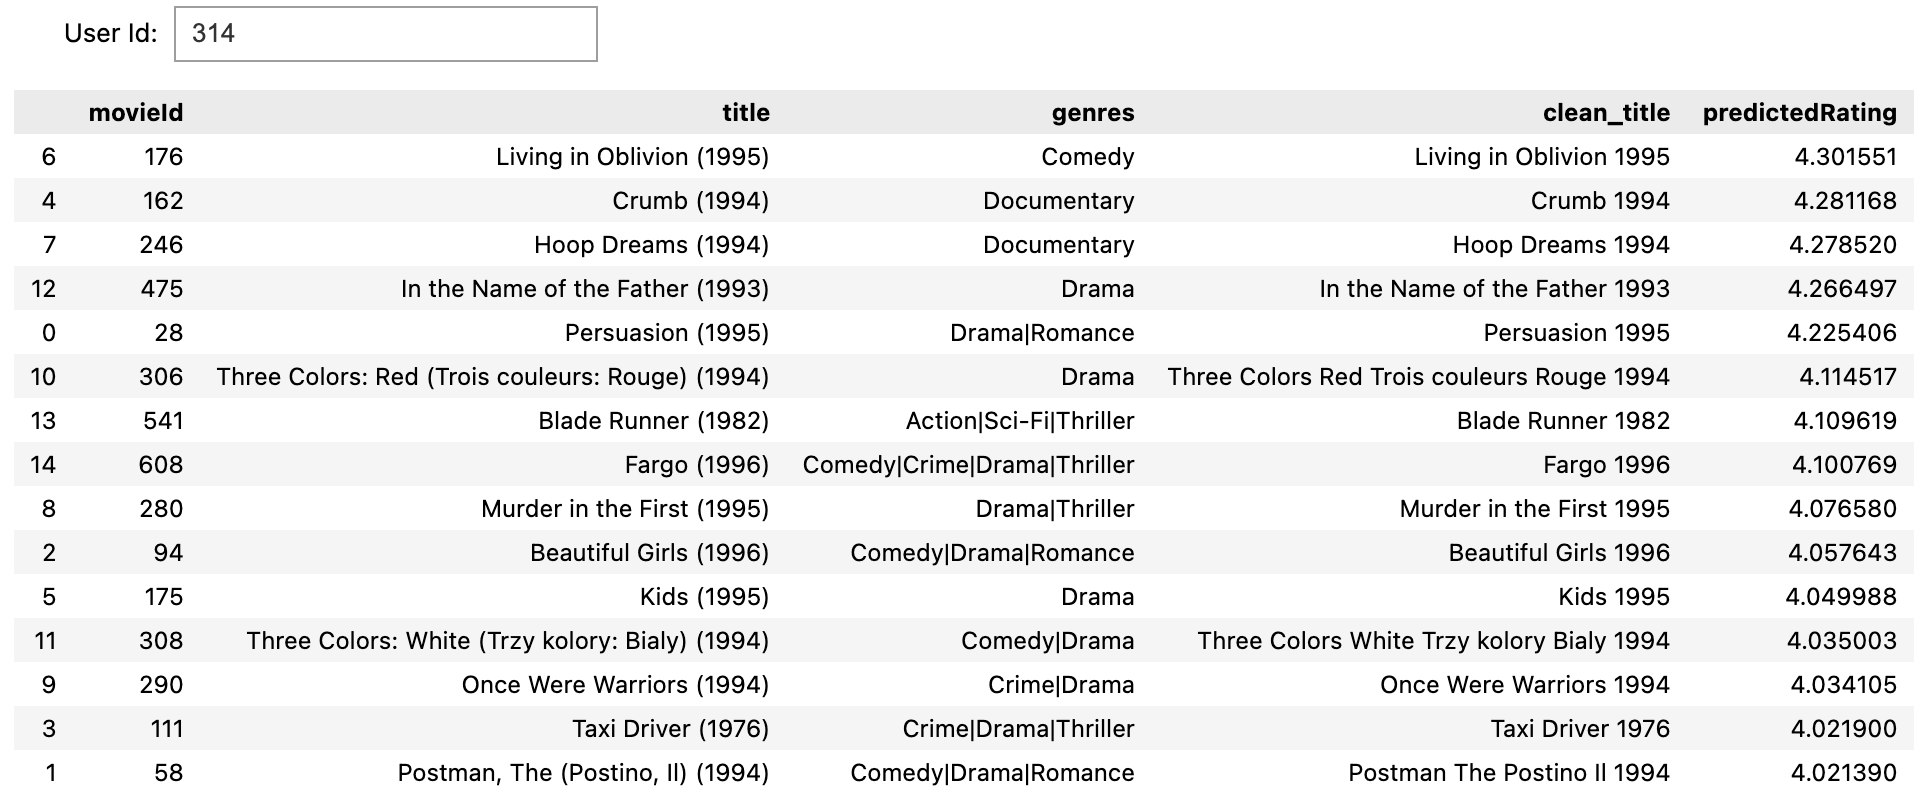 User Id: 314
movieId title genres clean_title predictedRating
6 176 Living in Oblivion (1995) Comedy Living in Oblivion 1995 4.301551
4 162 Crumb (1994) Documentary Crumb 1994 4.281168
7 246 Hoop Dreams (1994) Documentary Hoop Dreams 1994 4.278520
12 475 In the Name of the Father (1993) Drama In the Name of the Father 1993 4.266497
0 28 Persuasion (1995) Drama|Romance Persuasion 1995 4.225406
10 306 Three Colors: Red (Trois couleurs: Rouge) (1994) Drama Three Colors Red Trois couleurs Rouge 1994 4.114517
13 541 Blade Runner (1982) Action|Sci-Fi|Thriller Blade Runner 1982 4.109619
14 608 Fargo (1996) Comedy|Crime|Drama|Thriller Fargo 1996 4.100769
8 280 Murder in the First (1995) Drama|Thriller Murder in the First 1995 4.076580
2 94 Beautiful Girls (1996) Comedy|Drama|Romance Beautiful Girls 1996 4.057643
5 175 Kids (1995) Drama Kids 1995 4.049988
11 308 Three Colors: White (Trzy kolory: Bialy) (1994) Comedy|Drama Three Colors White Trzy kolory Bialy 1994 4.035003
9 290 Once Were Warriors (1994) Crime|Drama Once Were Warriors 1994 4.034105
3 111 Taxi Driver (1976) Crime|Drama|Thriller Taxi Driver 1976 4.021900
1 58 Postman, The (Postino, Il) (1994) Comedy|Drama|Romance Postman The Postino Il 1994 4.021390